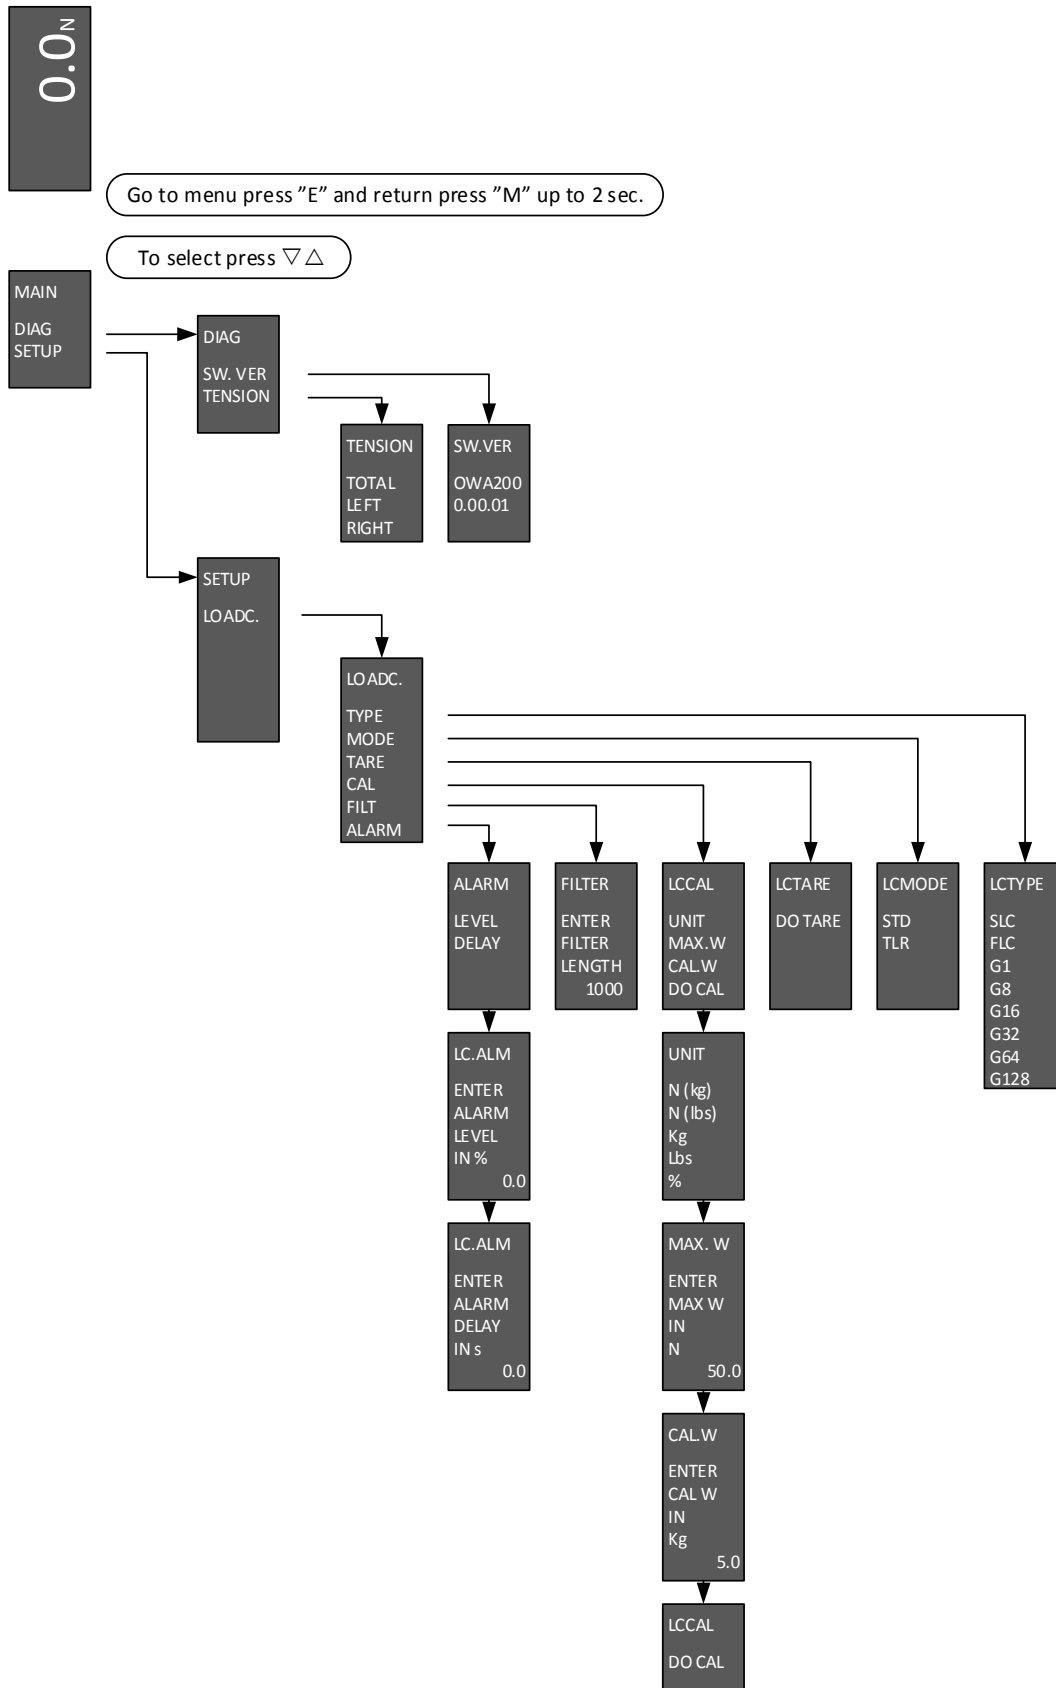 0.0N
Go to menu press ”E” and return press ”M” up to 2 sec.
To select press ▽△
MAIN
DIAG
SETUP
DIAG
SW. VER
TENSION
TENSION
TOTAL
LEFT
RIGHT
SW.VER
OWA200
0.00.01
SETUP
LOADC.
LOADC.
TYPE
MODE
TARE
CAL
FILT
ALARM
ALARM
LEVEL
DELAY
FILTER
ENTER
FILTER
LENGTH
1000
LCCAL
UNIT
MAX.W
CAL.W
DO CAL
LCTARE
DO TARE
LCMODE
STD
TLR
LCTYPE
SLC
FLC
G1
G8
G16
G32
G64
G128
LC.ALM
ENTER
ALARM
LEVEL
IN %
0.0
UNIT
N (kg)
N (lbs)
Kg
Lbs
%
LC.ALM
ENTER
ALARM
DELAY
IN s
0.0
MAX. W
ENTER
MAX W
IN
N
50.0
CAL.W
ENTER
CAL W
IN
Kg
5.0
LCCAL
DO CAL